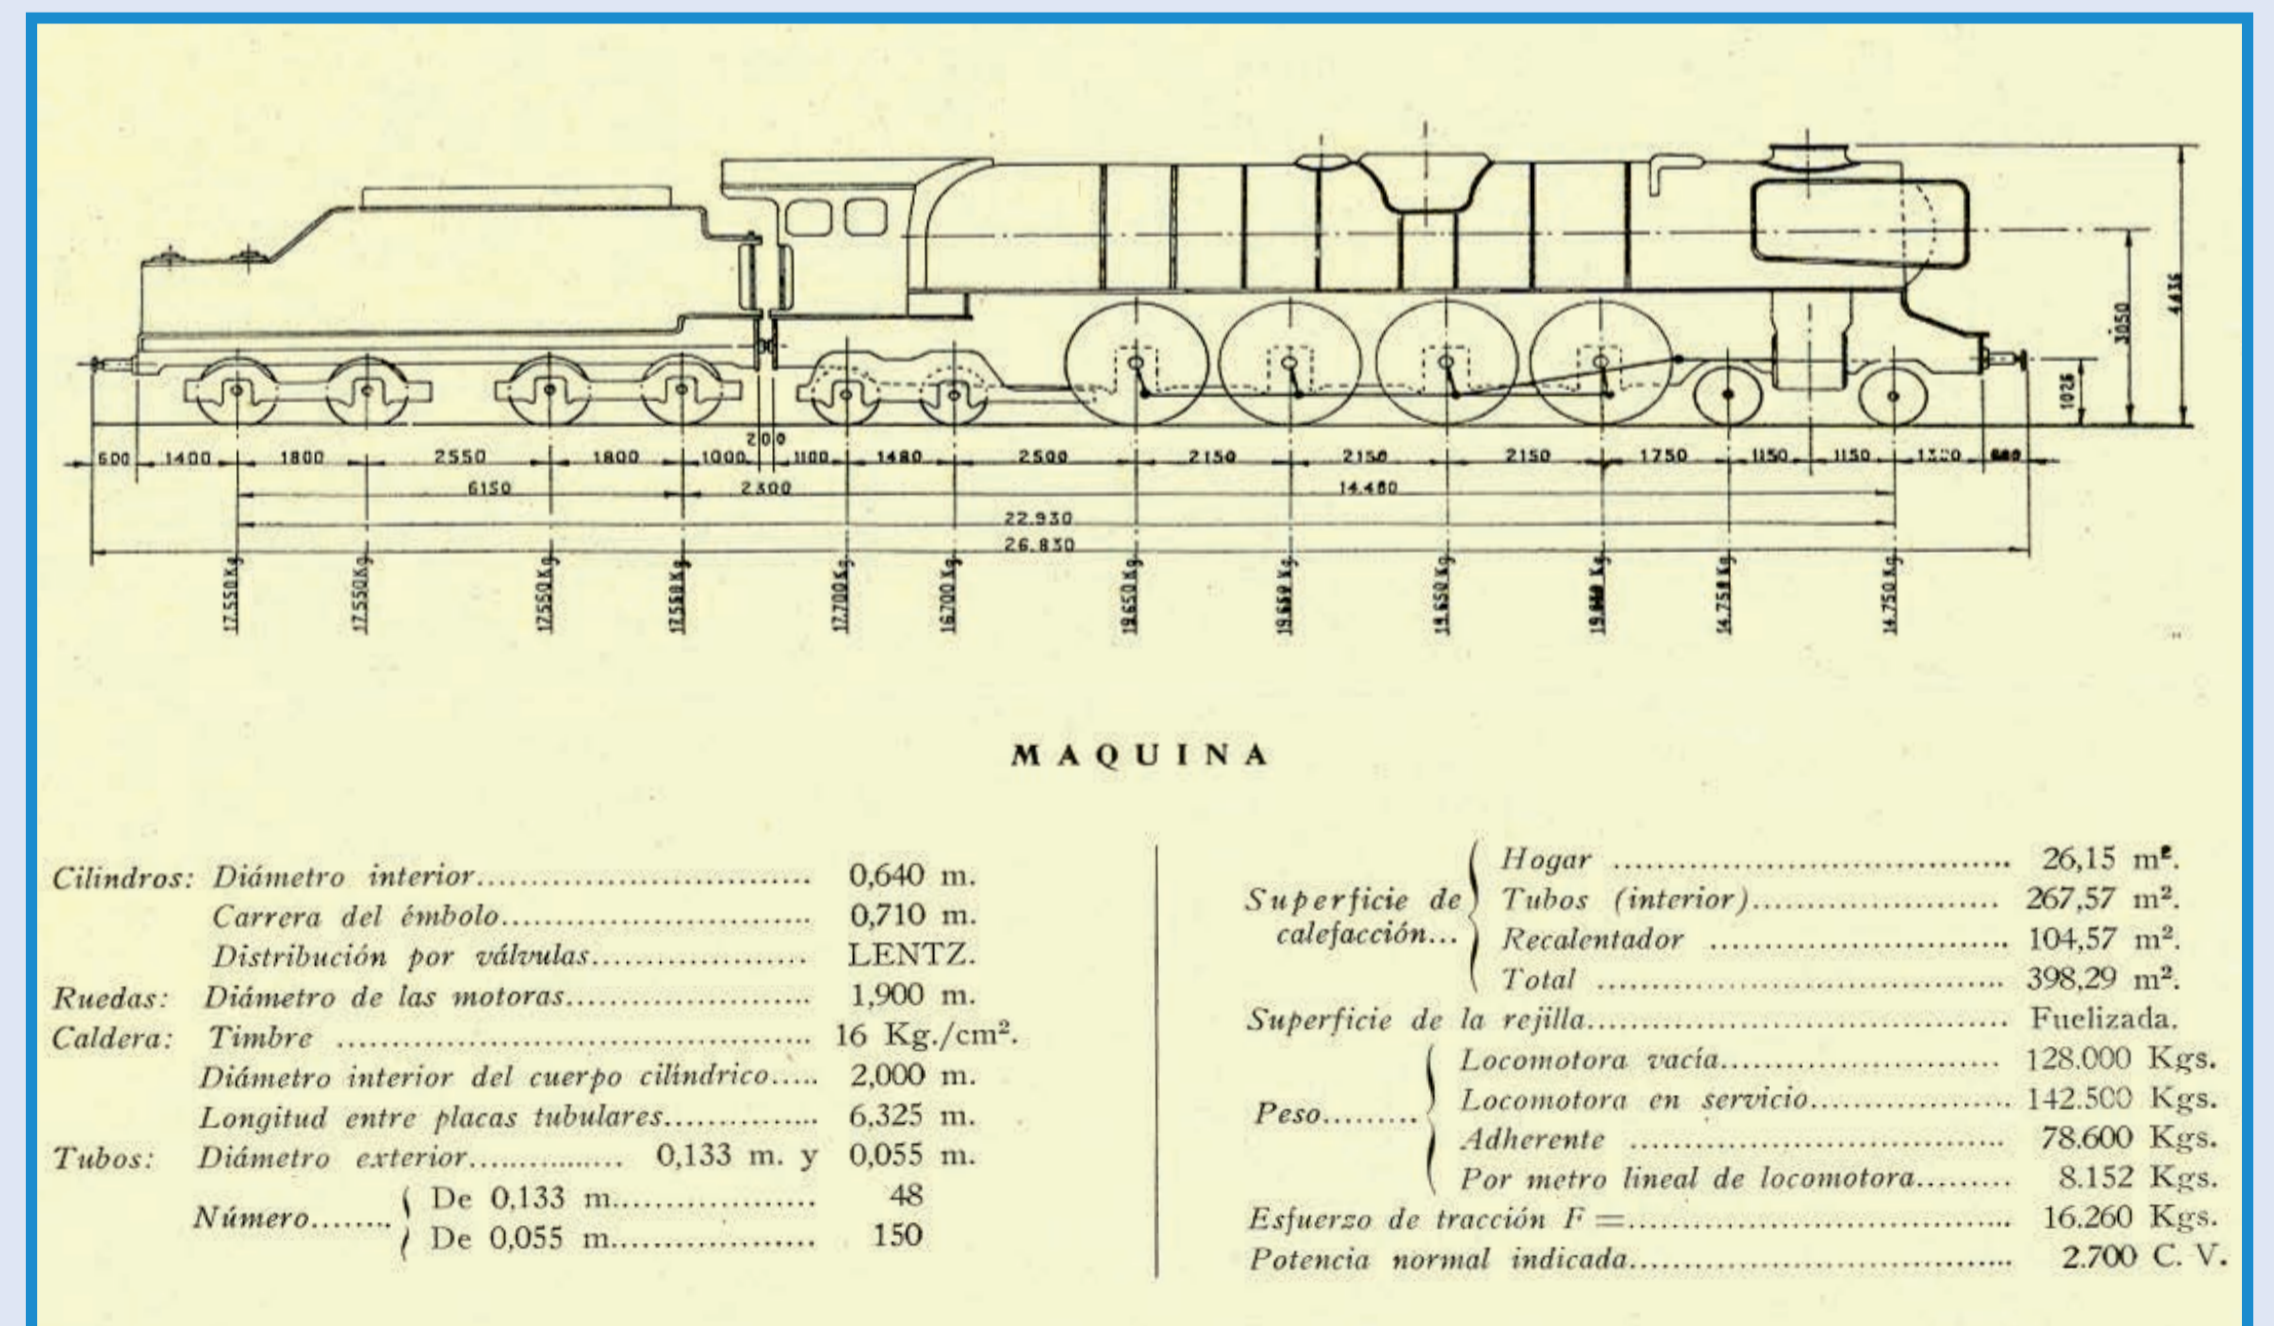 4435
3050
1025
200
600 1400 1800 2550 1800 1000 1100 1480 2500 2150 2150 2150 1750 1150 1150
6150 2300 14.480
22.930
26.830
17.550 Kg. 17.550 Kg. 17.550 Kg. 17.550 Kg. 17.700 Kg. 16.700 Kg. 19.650 Kg. 19.650 Kg. 19.650 Kg. 14.750 Kg. 14.750 Kg.
MAQUINA
Cilindros: Diámetro interior.............................. 0,640 m.
Carrera del émbolo............................ 0,710 m.
Distribución por válvulas.................... LENTZ.
Ruedas: Diámetro de las motoras...................... 1,900 m.
Caldera: Timbre ........................................... 16 Kg./cm².
Diámetro interior del cuerpo cilíndrico..... 2,000 m.
Longitud entre placas tubulares.............. 6,325 m.
Tubos: Diámetro exterior............... 0,133 m. y 0,055 m.
Número........ { De 0,133 m................... 48
De 0,055 m................... 150
Superficie de calefacción... { Hogar .................................... 26,15 m².
Tubos (interior)....................... 267,57 m².
Recalentador ........................... 104,57 m².
Total ..................................... 398,29 m².
Superficie de la rejilla...................................... Fuelizada.
Peso......... { Locomotora vacía......................... 128.000 Kgs.
Locomotora en servicio.................. 142.500 Kgs.
Adherente .................................. 78.600 Kgs.
Por metro lineal de locomotora......... 8.152 Kgs.
Esfuerzo de tracción F =................................... 16.260 Kgs.
Potencia normal indicada................................... 2.700 C. V.